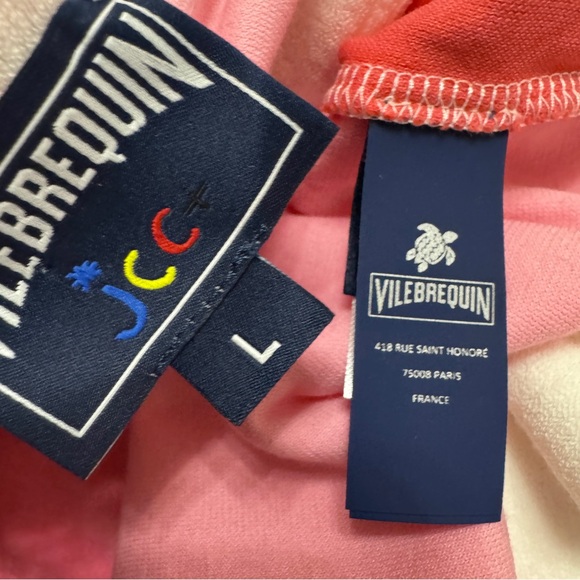 VILEBREQUIN
jcc+
L
VILEBREQUIN
418 RUE SAINT HONORÉ
75008 PARIS
FRANCE